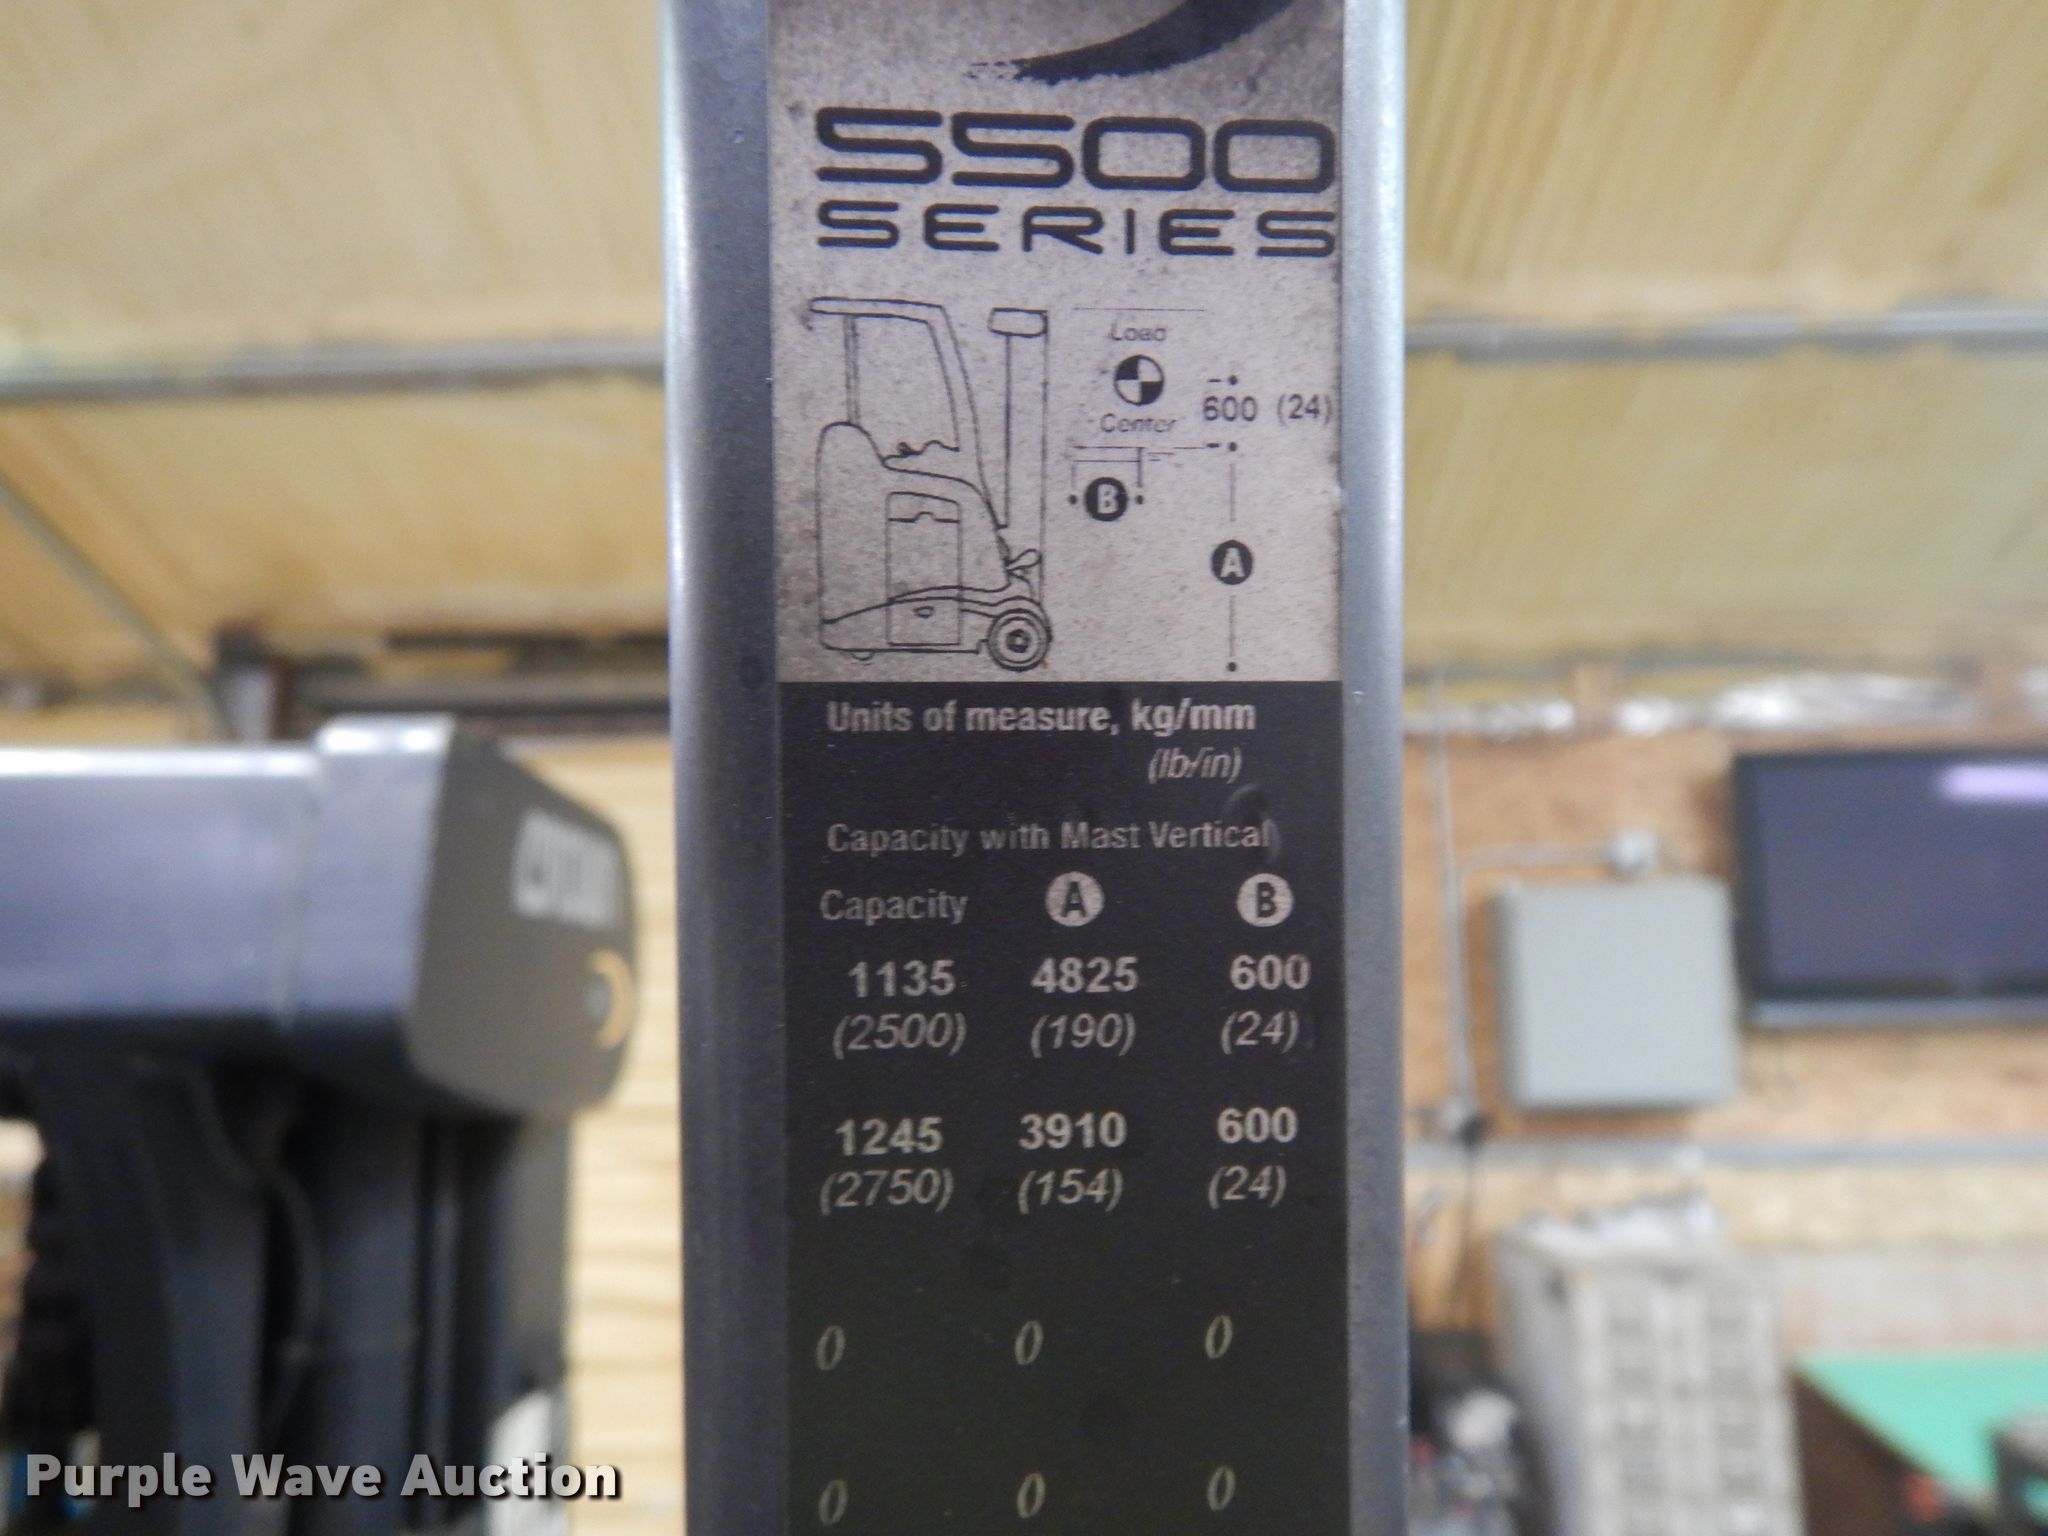 5500
SERIES
Load
Center
600 (24)
B
A
Units of measure, kg/mm
(lb/in)
Capacity with Mast Vertical
Capacity A B
1135 4825 600
(2500) (190) (24)
1245 3910 600
(2750) (154) (24)
0 0 0
0 0 0
Purple Wave Auction